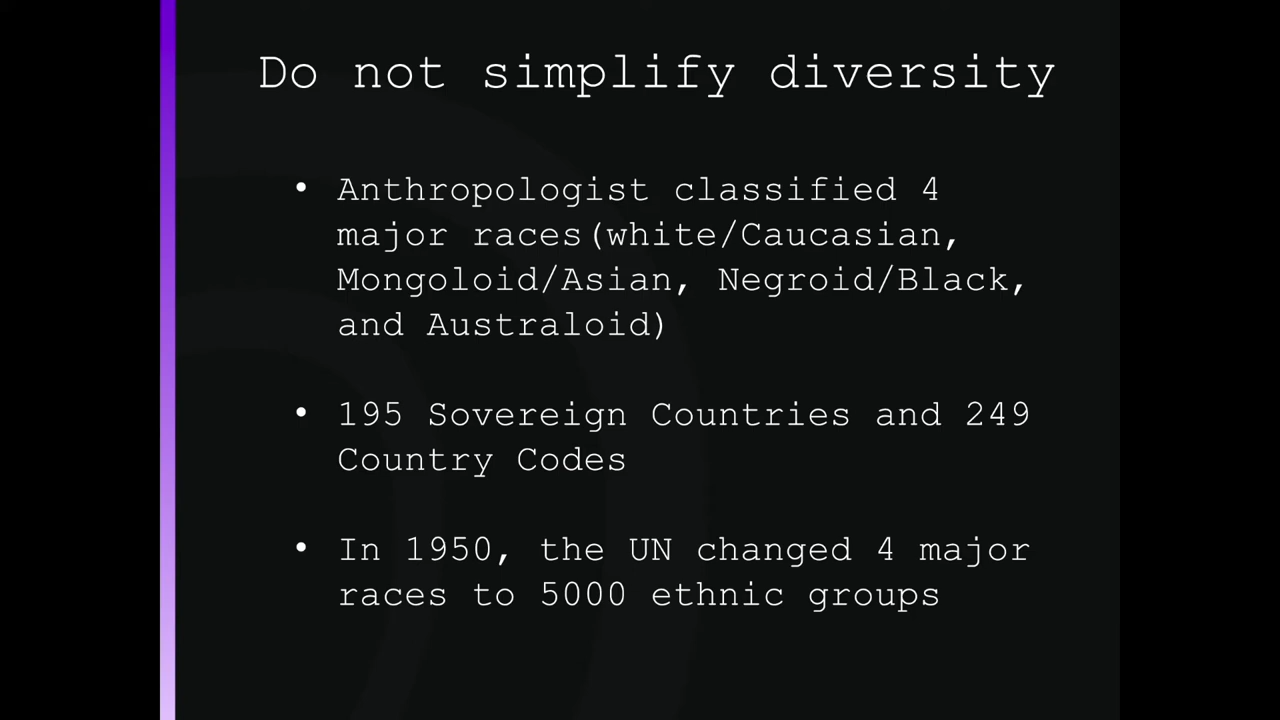 Do not simplify diversity
• Anthropologist classified 4
major races(white/Caucasian,
Mongoloid/Asian, Negroid/Black,
and Australoid)
• 195 Sovereign Countries and 249
Country Codes
• In 1950, the UN changed 4 major
races to 5000 ethnic groups